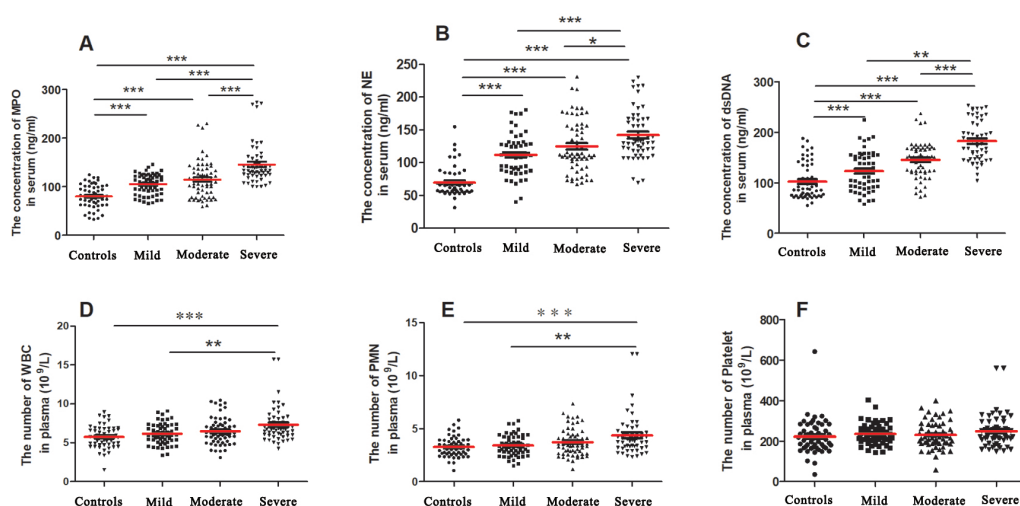 A
***
***
***
***
***
The concentration of MPO
in serum (ng/ml)
300
200
100
0
Controls Mild Moderate Severe
B
***
*
***
***
***
The concentration of NE
in serum (ng/ml)
250
200
150
100
50
0
Controls Mild Moderate Severe
C
**
***
***
***
***
The concentration of dsDNA
in serum (ng/ml)
300
200
100
0
Controls Mild Moderate Severe
D
***
**
The number of WBC
in plasma (10⁹/L)
20
15
10
5
0
Controls Mild Moderate Severe
E
***
**
The number of PMN
in plasma (10⁹/L)
15
10
5
0
Controls Mild Moderate Severe
F
The number of Platelet
in plasma (10⁹/L)
800
600
400
200
0
Controls Mild Moderate Severe